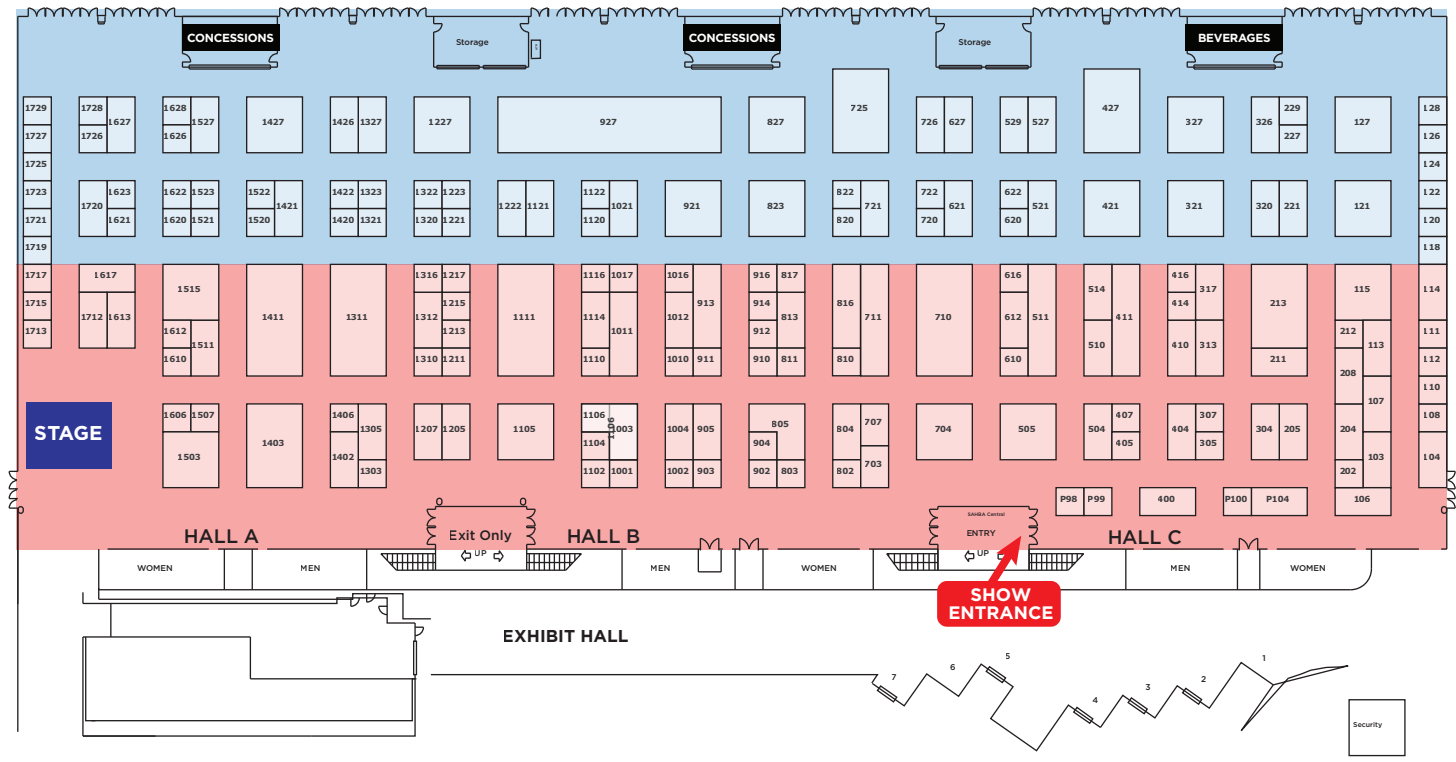 CONCESSIONS
Storage
CONCESSIONS
Storage
BEVERAGES
1729 1728 1627 1628 1527 1427 1426 1327 1227 927 827 725 726 627 529 527 427 327 326 229 127 128
1727 1726 1626 227 126
1725 124
1723 1720 1623 1622 1523 1522 1421 1422 1323 1322 1223 1222 1121 1122 1021 921 823 822 721 722 621 622 521 421 321 320 221 121 122
1721 1621 1620 1521 1520 1420 1321 1320 1221 1120 820 720 620 120
1719 118
1717 1617 1515 1411 1311 1316 1217 1111 1116 1017 1016 913 916 817 816 711 710 616 511 514 411 416 317 213 115 114
1715 1712 1613 1312 1215 1114 1011 1012 914 813 612 414
1713 1612 1511 1213 912 510 410 313 212 113 111
1610 1310 1211 1110 1010 911 910 811 810 610 211 208 112
110
107
STAGE
1606 1507 1403 1406 1305 1207 1205 1105 1106 1106 1003 1004 905 805 804 707 704 505 504 407 404 307 304 205 204 108
1503 1402 1104 904 405 305 103 104
1303 1102 1001 1002 903 902 803 802 703 202
P98 P99 400 P100 P104 106
SAHBA Central
HALL A
Exit Only
HALL B
ENTRY
HALL C
UP
UP
WOMEN
MEN
MEN
WOMEN
MEN
WOMEN
SHOW
ENTRANCE
EXHIBIT HALL
7
6
5
4
3
2
1
Security